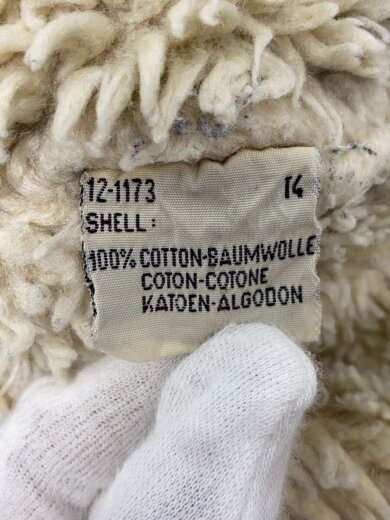 12-1173 14
SHELL:
100% COTTON-BAUMWOLLE
COTON-COTONE
KATOEN-ALGODON